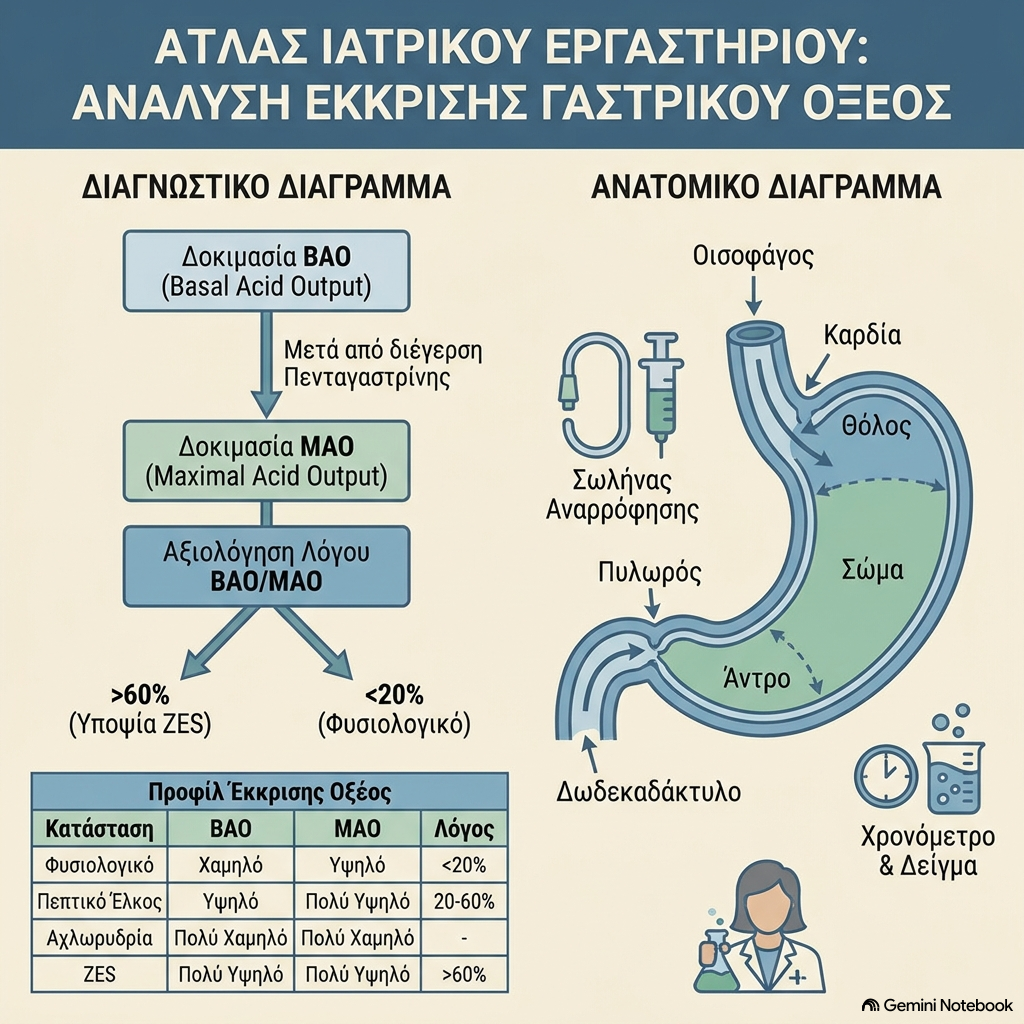 ΑΤΛΑΣ ΙΑΤΡΙΚΟΥ ΕΡΓΑΣΤΗΡΙΟΥ:
ΑΝΑΛΥΣΗ ΕΚΚΡΙΣΗΣ ΓΑΣΤΡΙΚΟΥ ΟΞΕΟΣ
ΔΙΑΓΝΩΣΤΙΚΟ ΔΙΑΓΡΑΜΜΑ
Δοκιμασία BAO
(Basal Acid Output)
Μετά από διέγερση
Πενταγαστρίνης
Δοκιμασία MAO
(Maximal Acid Output)
Αξιολόγηση Λόγου
BAO/MAO
>60%
(Υποψία ZES)
<20%
(Φυσιολογικό)
Προφίλ Έκκρισης Οξέος
Κατάσταση BAO MAO Λόγος
Φυσιολογικό Χαμηλό Υψηλό <20%
Πεπτικό Έλκος Υψηλό Πολύ Υψηλό 20-60%
Αχλωρυδρία Πολύ Χαμηλό Πολύ Χαμηλό -
ZES Πολύ Υψηλό Πολύ Υψηλό >60%
ΑΝΑΤΟΜΙΚΟ ΔΙΑΓΡΑΜΜΑ
Οισοφάγος
Καρδία
Θόλος
Σωλήνας
Αναρρόφησης
Σώμα
Πυλωρός
Άντρο
Δωδεκαδάκτυλο
Χρονόμετρο
& Δείγμα
Gemini Notebook